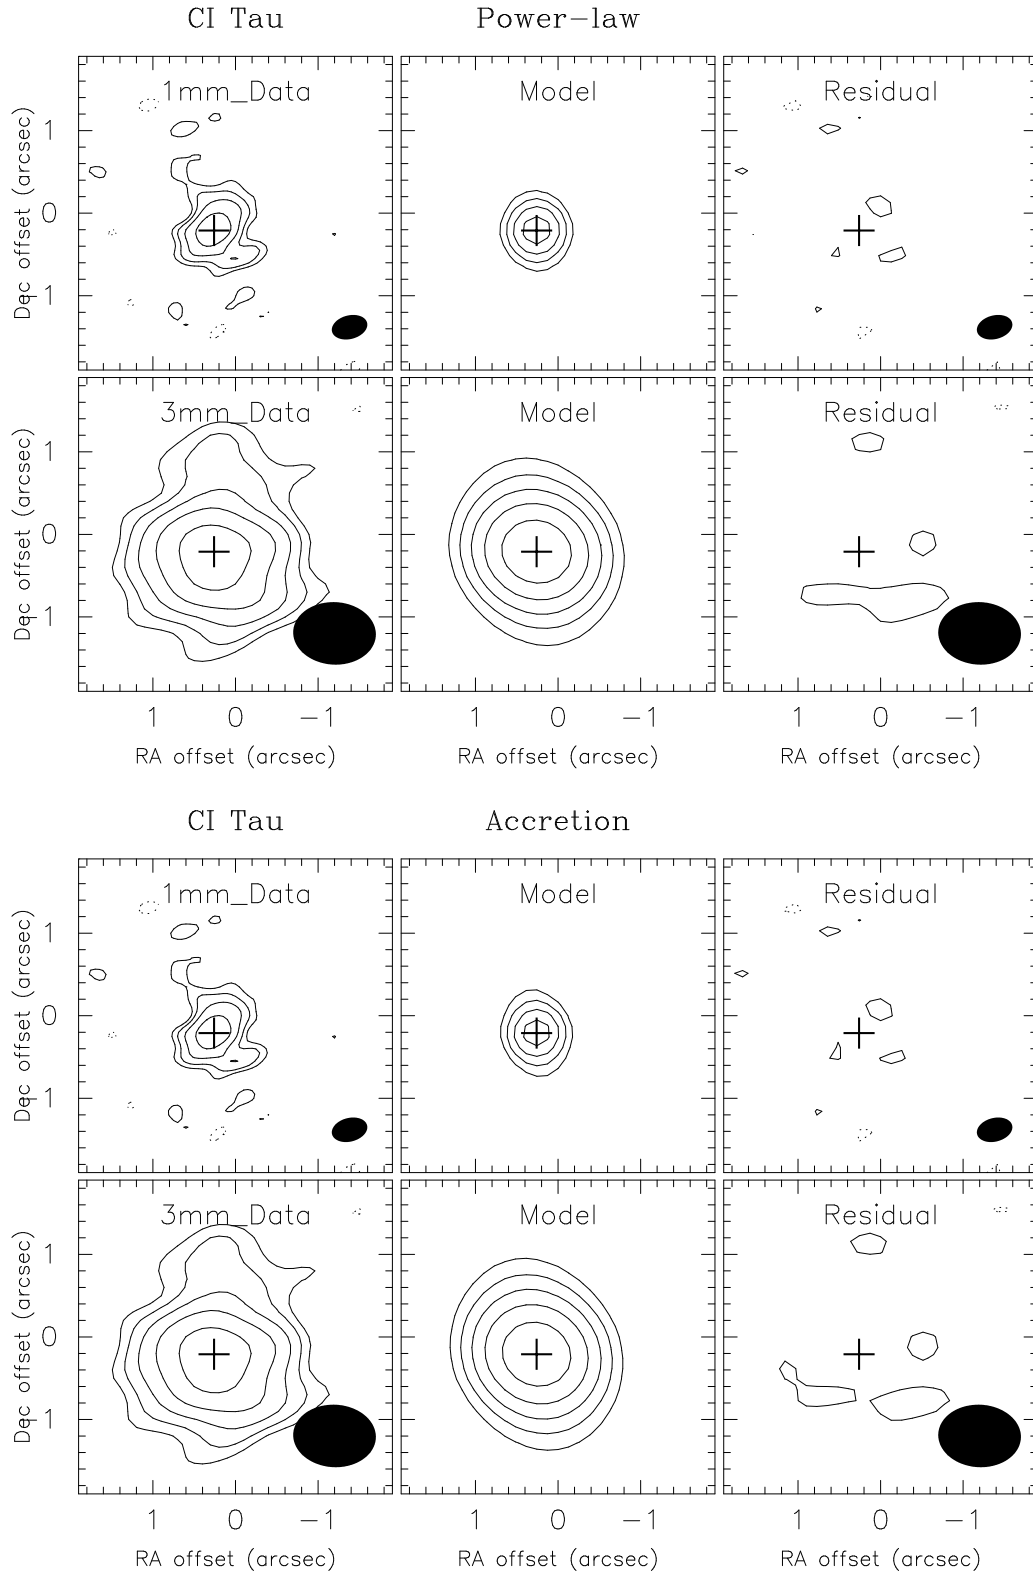 CI Tau Power-law
1mm_Data Model Residual
Dec offset (arcsec)
1
0
-1
3mm_Data Model Residual
Dec offset (arcsec)
1
0
-1
1 0 -1 1 0 -1 1 0 -1
RA offset (arcsec) RA offset (arcsec) RA offset (arcsec)
CI Tau Accretion
1mm_Data Model Residual
Dec offset (arcsec)
1
0
-1
3mm_Data Model Residual
Dec offset (arcsec)
1
0
-1
1 0 -1 1 0 -1 1 0 -1
RA offset (arcsec) RA offset (arcsec) RA offset (arcsec)